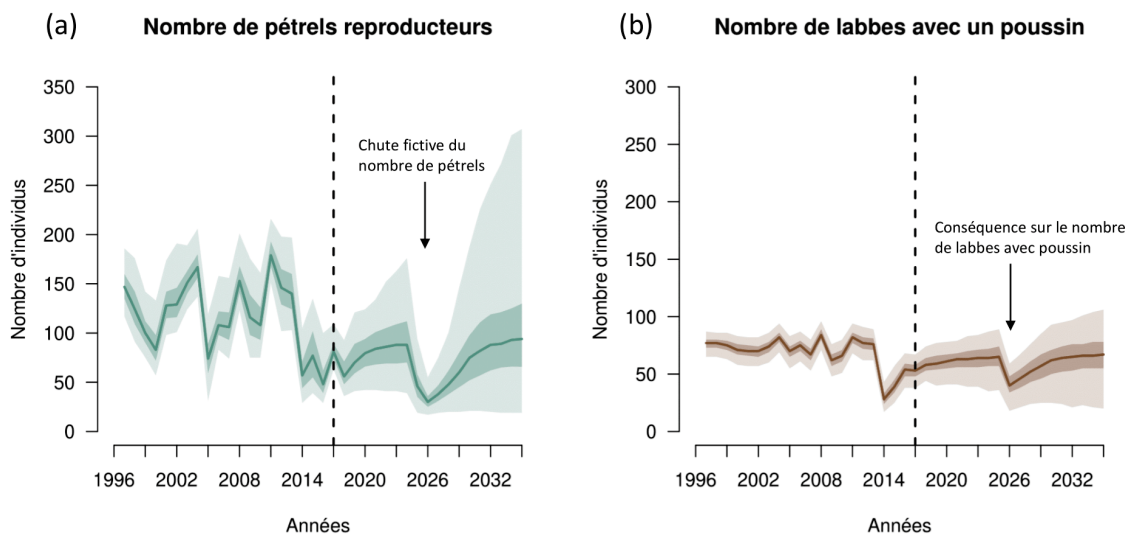 (a)
Nombre de pétrels reproducteurs
350
300
250
200
150
100
50
0
Nombre d'individus
Chute fictive du
nombre de pétrels
1996
2002
2008
2014
2020
2026
2032
Années
(b)
Nombre de labbes avec un poussin
300
250
200
150
100
50
0
Nombre d'individus
Conséquence sur le nombre
de labbes avec poussin
1996
2002
2008
2014
2020
2026
2032
Années